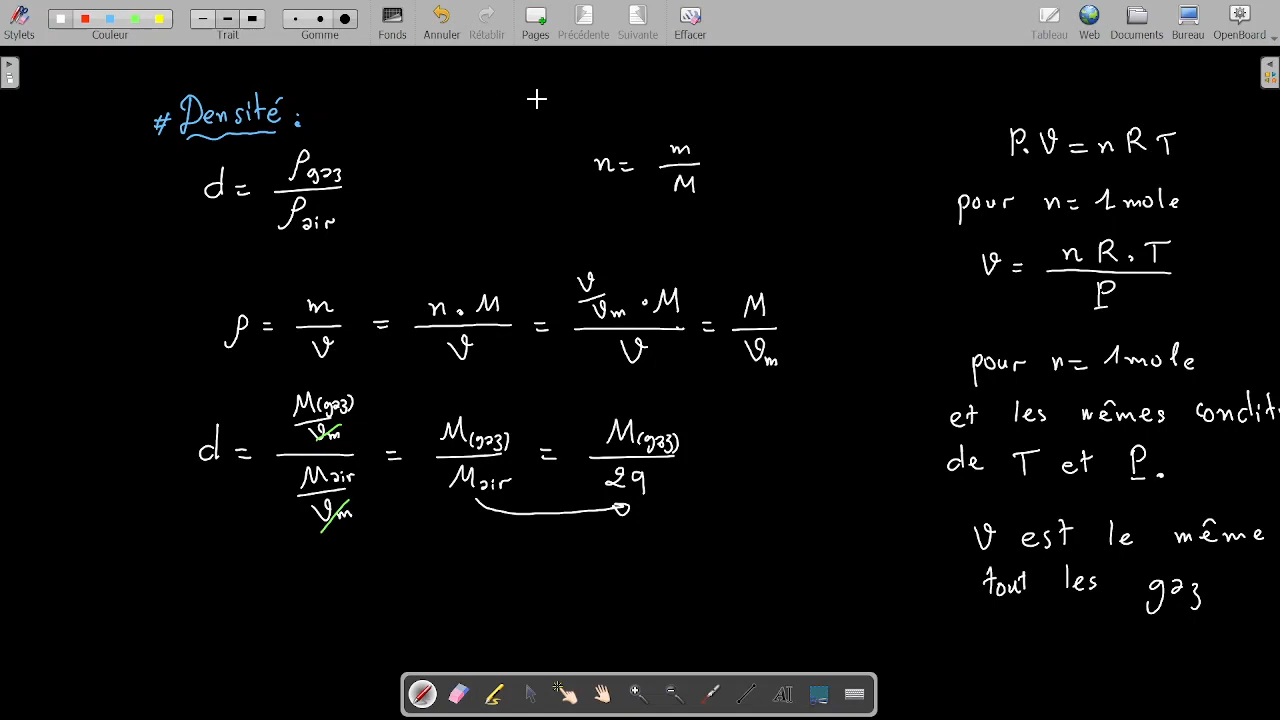 Stylets Couleur Trait Gomme Fonds Annuler Rétablir Pages Précédente Suivante Effacer Tableau Web Documents Bureau OpenBoard
# Densité :
d = ρgaz / ρair
n = m / M
ρ = m / V = n . M / V = V/Vm . M / V = M / Vm
d = M(gaz)/Vm / Mair/Vm = M(gaz) / Mair = M(gaz) / 29
P. V = n R T
pour n = 1 mole
V = n R . T / P
pour n = 1 mole
et les mêmes condit
de T et P.
V est le même
tout les gaz
AI